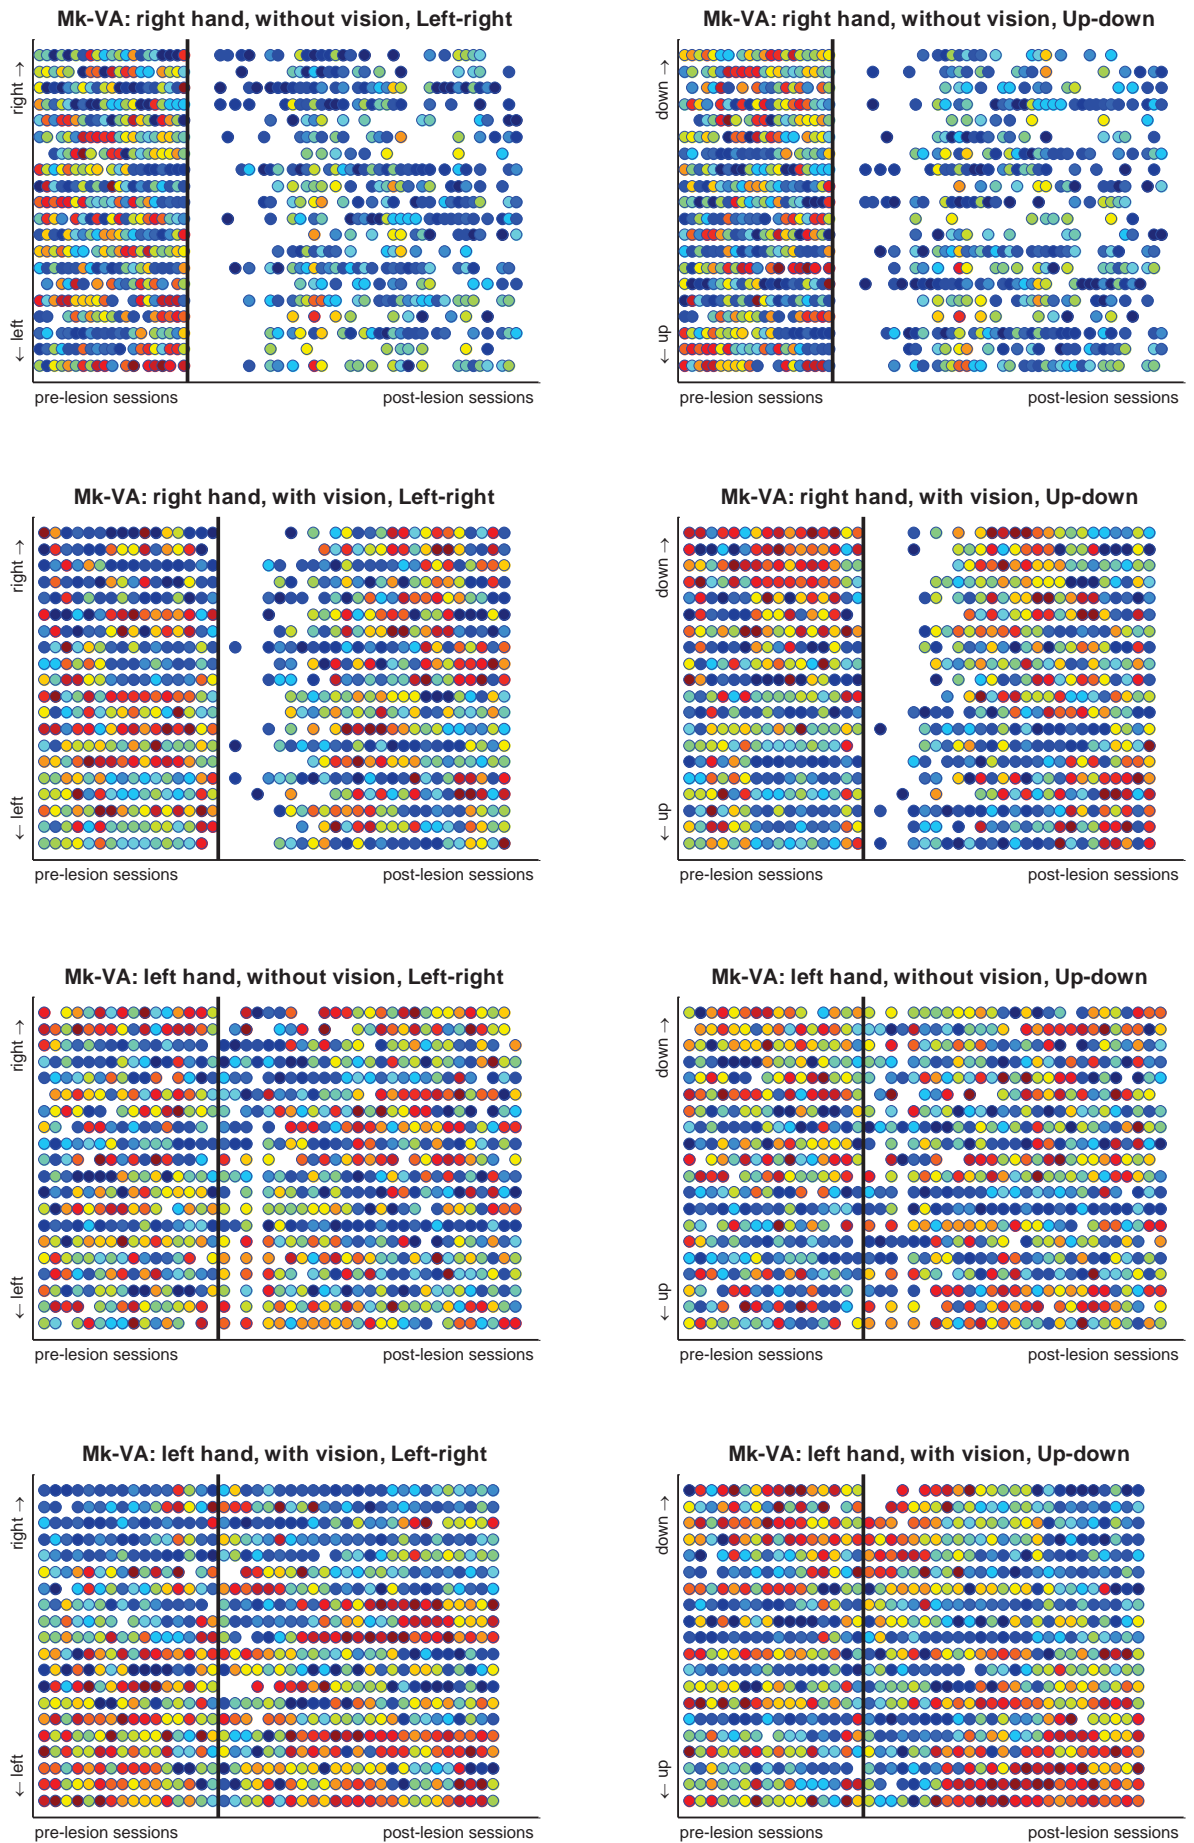 Mk-VA: right hand, without vision, Left-right
right →
← left
pre-lesion sessions
post-lesion sessions
Mk-VA: right hand, without vision, Up-down
down →
← up
pre-lesion sessions
post-lesion sessions
Mk-VA: right hand, with vision, Left-right
right →
← left
pre-lesion sessions
post-lesion sessions
Mk-VA: right hand, with vision, Up-down
down →
← up
pre-lesion sessions
post-lesion sessions
Mk-VA: left hand, without vision, Left-right
right →
← left
pre-lesion sessions
post-lesion sessions
Mk-VA: left hand, without vision, Up-down
down →
← up
pre-lesion sessions
post-lesion sessions
Mk-VA: left hand, with vision, Left-right
right →
← left
pre-lesion sessions
post-lesion sessions
Mk-VA: left hand, with vision, Up-down
down →
← up
pre-lesion sessions
post-lesion sessions